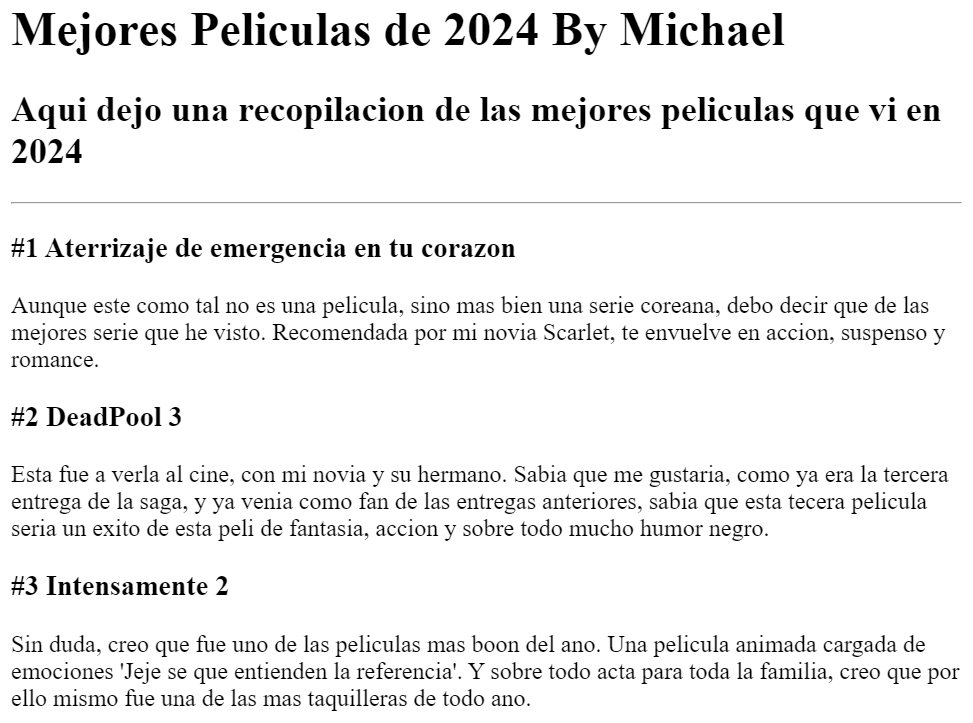 Mejores Peliculas de 2024 By Michael
Aqui dejo una recopilacion de las mejores peliculas que vi en
2024
#1 Aterrizaje de emergencia en tu corazon
Aunque este como tal no es una pelicula, sino mas bien una serie coreana, debo decir que de las
mejores serie que he visto. Recomendada por mi novia Scarlet, te envuelve en accion, suspenso y
romance.
#2 DeadPool 3
Esta fue a verla al cine, con mi novia y su hermano. Sabia que me gustaria, como ya era la tercera
entrega de la saga, y ya venia como fan de las entregas anteriores, sabia que esta tecera pelicula
seria un exito de esta peli de fantasia, accion y sobre todo mucho humor negro.
#3 Intensamente 2
Sin duda, creo que fue uno de las peliculas mas boon del ano. Una pelicula animada cargada de
emociones 'Jeje se que entienden la referencia'. Y sobre todo acta para toda la familia, creo que por
ello mismo fue una de las mas taquilleras de todo ano.